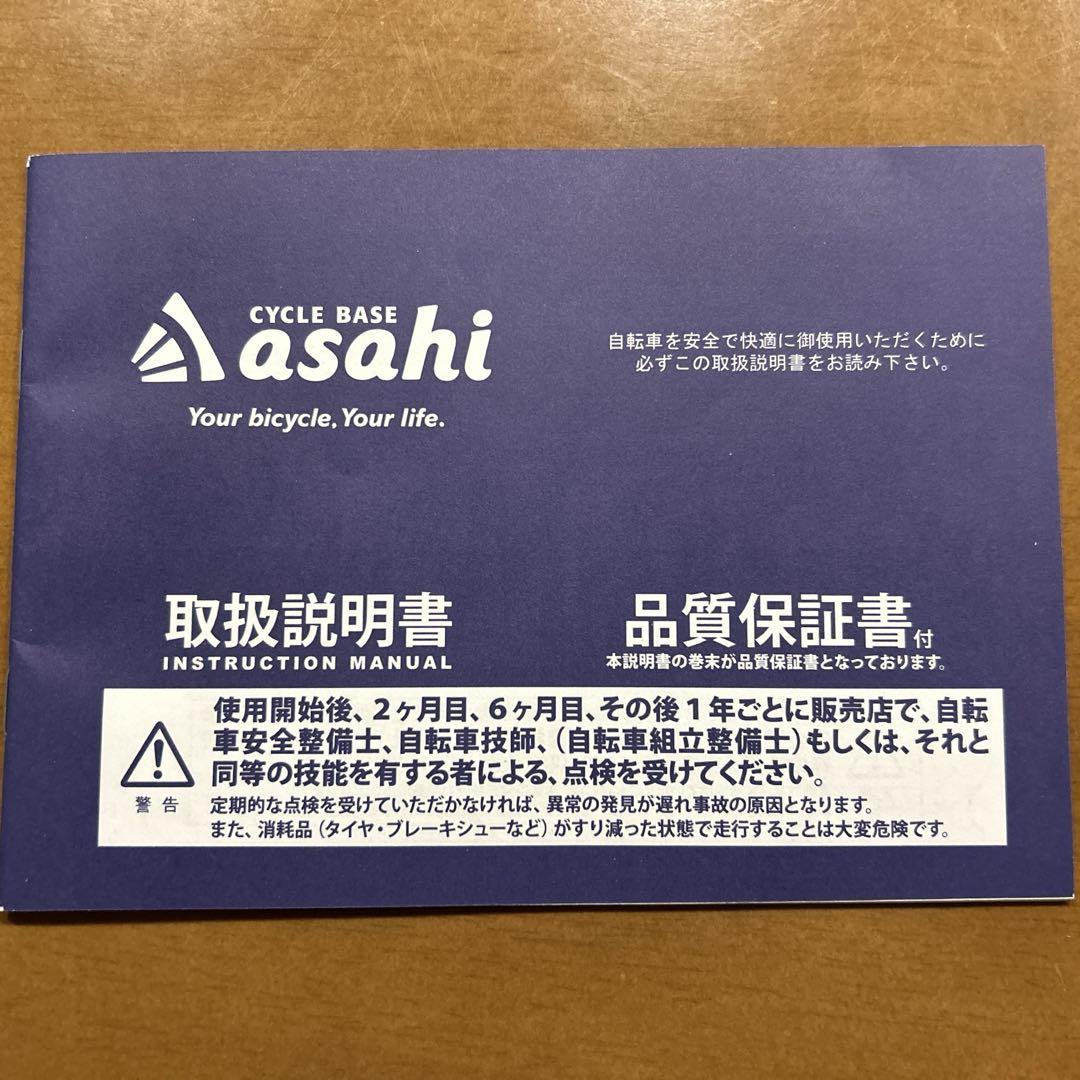 CYCLE BASE
asahi
Your bicycle, Your life.
自転車を安全で快適に御使用いただくために
必ずこの取扱説明書をお読み下さい。
取扱説明書
INSTRUCTION MANUAL
品質保証書付
本説明書の巻末が品質保証書となっております。
警告
使用開始後、2ヶ月目、6ヶ月目、その後1年ごとに販売店で、自転
車安全整備士、自転車技師、(自転車組立整備士)もしくは、それと
同等の技能を有する者による、点検を受けてください。
定期的な点検を受けていただかなければ、異常の発見が遅れ事故の原因となります。
また、消耗品(タイヤ・ブレーキシューなど)がすり減った状態で走行することは大変危険です。